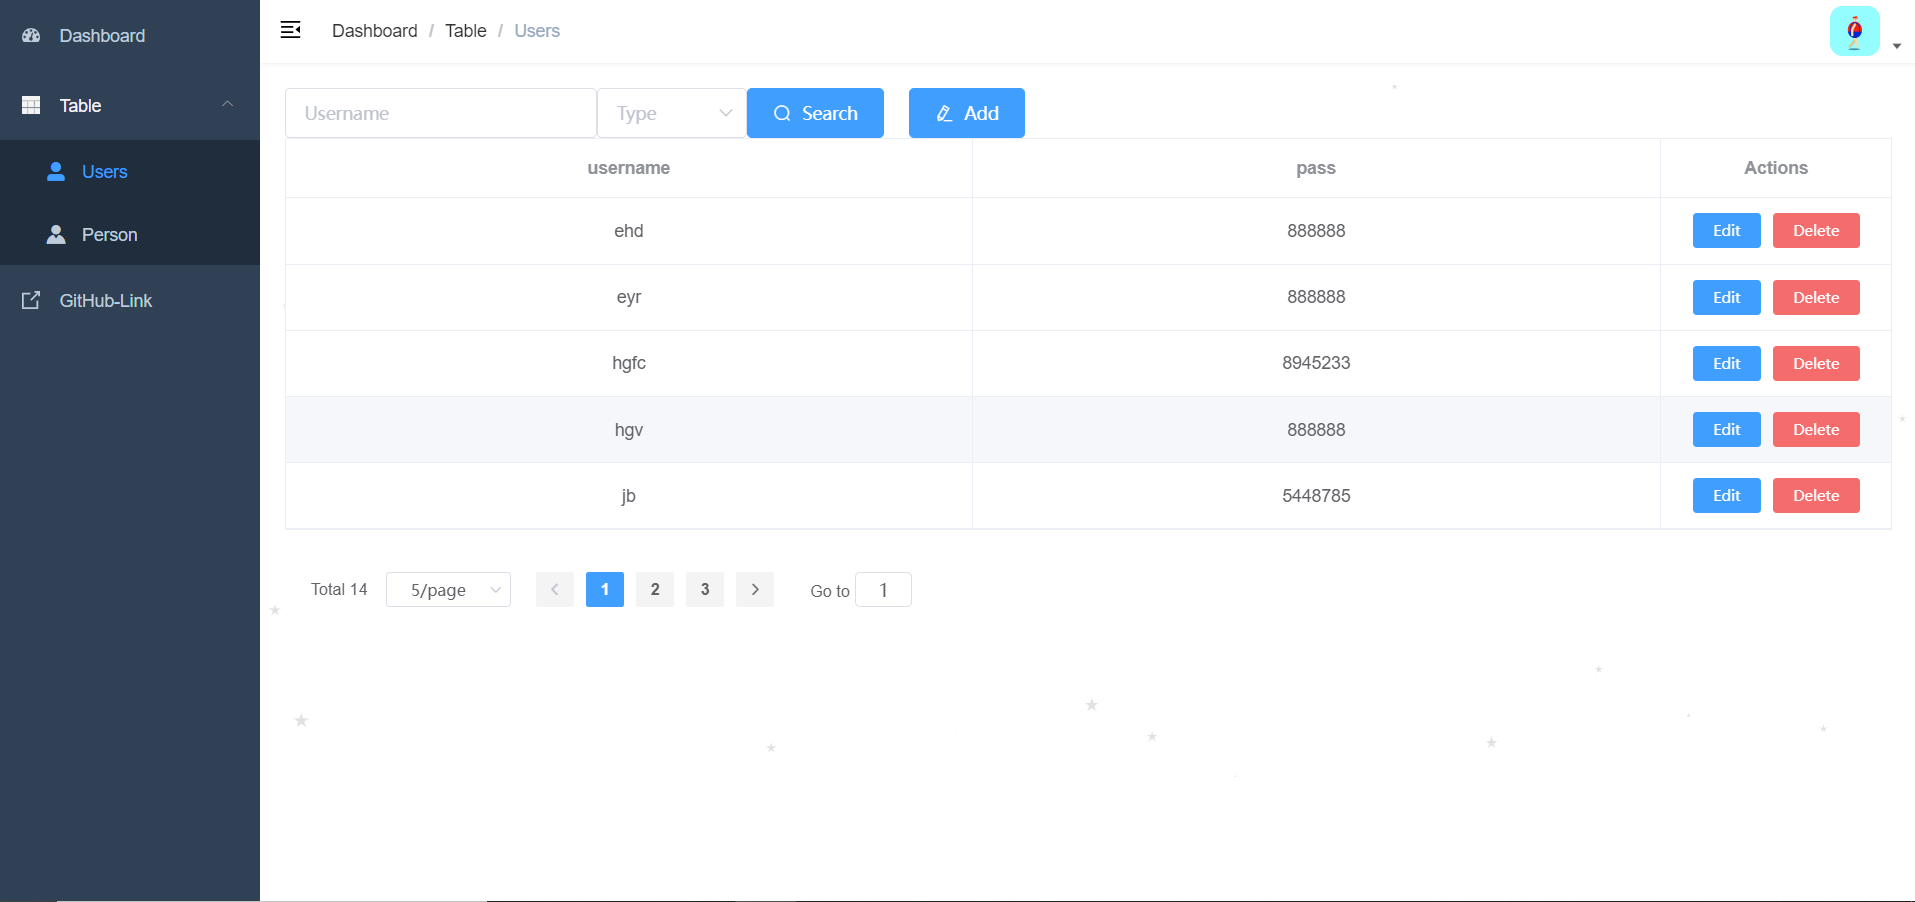 Dashboard
Table
Users
Person
GitHub-Link
Dashboard / Table / Users
Username Type Search Add
username pass Actions
ehd 888888 Edit Delete
eyr 888888 Edit Delete
hgfc 8945233 Edit Delete
hgv 888888 Edit Delete
jb 5448785 Edit Delete
Total 14 5/page 1 2 3 Go to 1